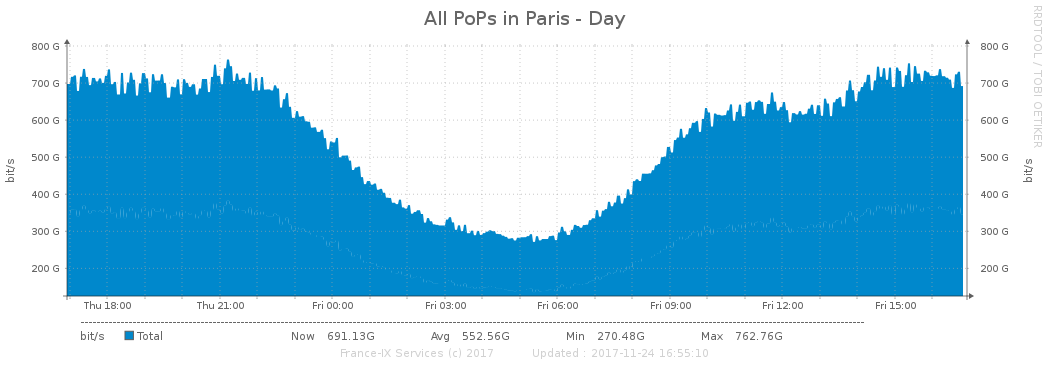 All PoPs in Paris - Day
RRDTOOL / TOBI OETIKER
800 G 800 G
700 G 700 G
600 G 600 G
500 G 500 G
400 G 400 G
300 G 300 G
200 G 200 G
bit/s
bit/s
Thu 18:00 Thu 21:00 Fri 00:00 Fri 03:00 Fri 06:00 Fri 09:00 Fri 12:00 Fri 15:00
bit/s Total Now 691.13G Avg 552.56G Min 270.48G Max 762.76G
France-IX Services (c) 2017 Updated : 2017-11-24 16:55:10